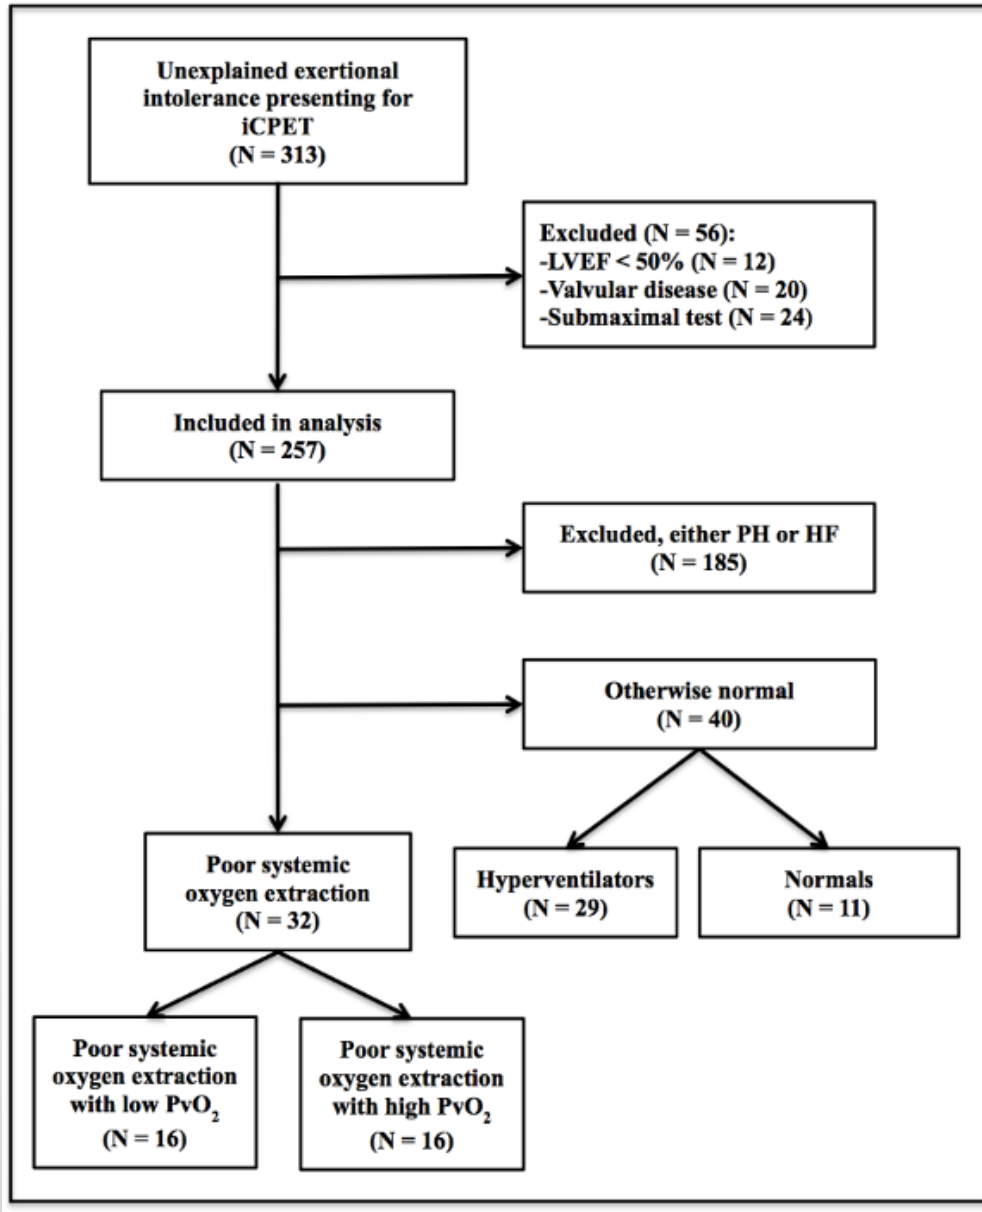 Unexplained exertional
intolerance presenting for
iCPET
(N = 313)
Excluded (N = 56):
-LVEF < 50% (N = 12)
-Valvular disease (N = 20)
-Submaximal test (N = 24)
Included in analysis
(N = 257)
Excluded, either PH or HF
(N = 185)
Otherwise normal
(N = 40)
Poor systemic
oxygen extraction
(N = 32)
Hyperventilators
(N = 29)
Normals
(N = 11)
Poor systemic
oxygen extraction
with low PvO₂
(N = 16)
Poor systemic
oxygen extraction
with high PvO₂
(N = 16)